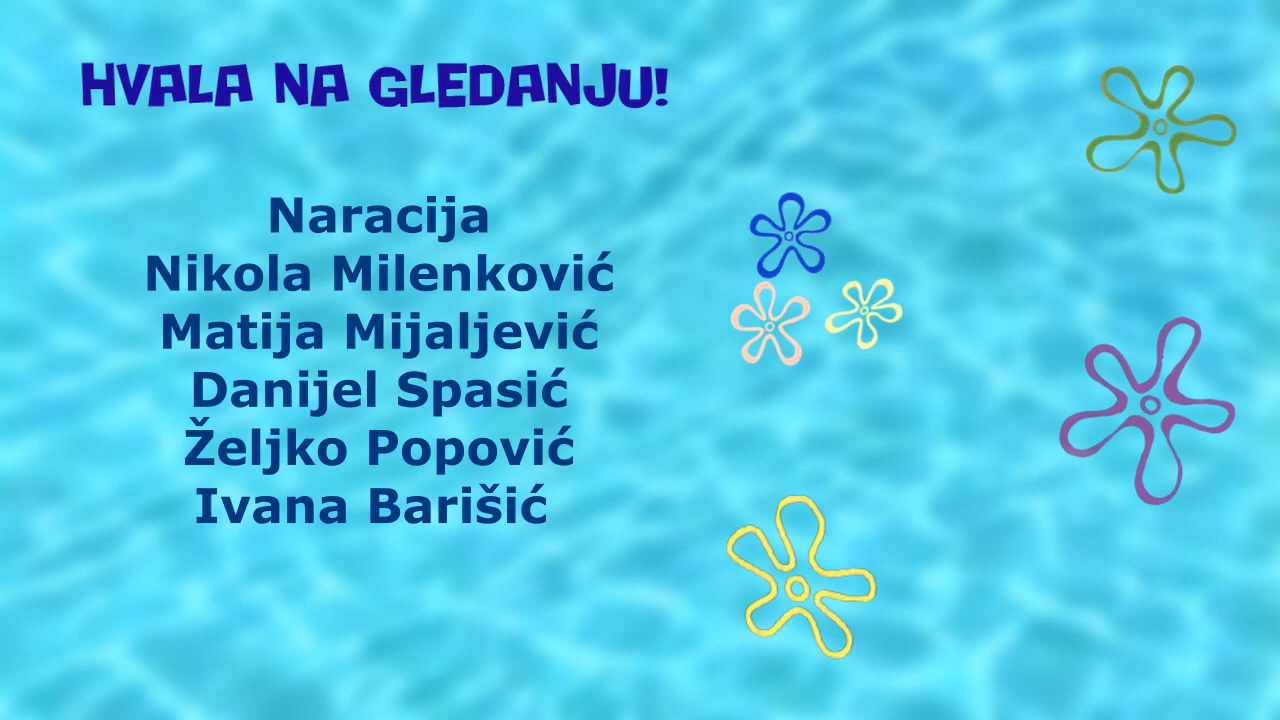 HVALA NA GLEDANJU!
Naracija
Nikola Milenković
Matija Mijaljević
Danijel Spasić
Željko Popović
Ivana Barišić